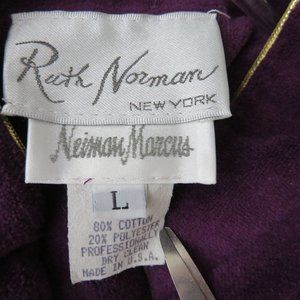 Ruth Norman
NEW YORK
Neiman Marcus
L
80% COTTON
20% POLYESTER
PROFESSIONALLY
DRY CLEAN
MADE IN U.S.A.